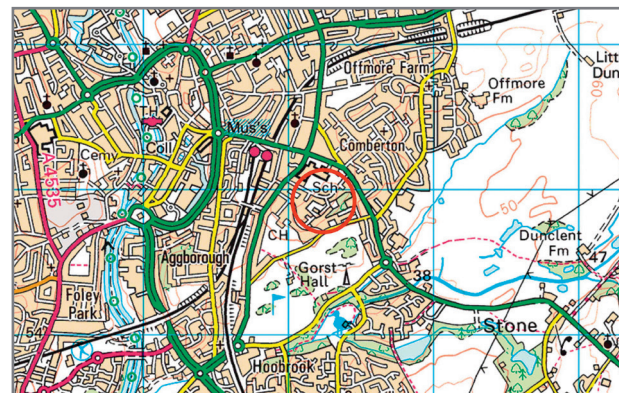 Offmore Farm
Litt
Dun
Offmore
Fm
60
TH
Mus's
Coll
Comberton
Cemy
A 4535
Sch
50
CH
Dunclent
Fm
47
Aggborough
Gorst
Hall
38
Foley
Park
Stone
54
Hoobrook